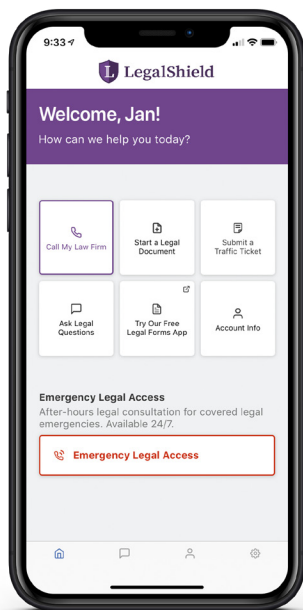 9:33
LegalShield
Welcome, Jan!
How can we help you today?
Call My Law Firm
Start a Legal
Document
Submit a
Traffic Ticket
Ask Legal
Questions
Try Our Free
Legal Forms App
Account Info
Emergency Legal Access
After-hours legal consultation for covered legal
emergencies. Available 24/7.
Emergency Legal Access